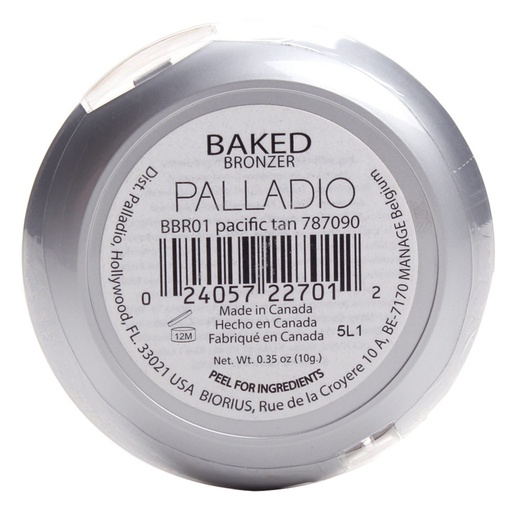 BAKED
BRONZER
PALLADIO
BBR01 pacific tan 787090
0 24057 22701 2
Made in Canada
Hecho en Canada
Fabriqué en Canada
12M
5L1
Net. Wt. 0.35 oz (10g.)
PEEL FOR INGREDIENTS
Dist. Palladio, Hollywood, FL. 33021 USA
BIORIUS, Rue de la Croyere 10 A, BE-7170 MANAGE Belgium